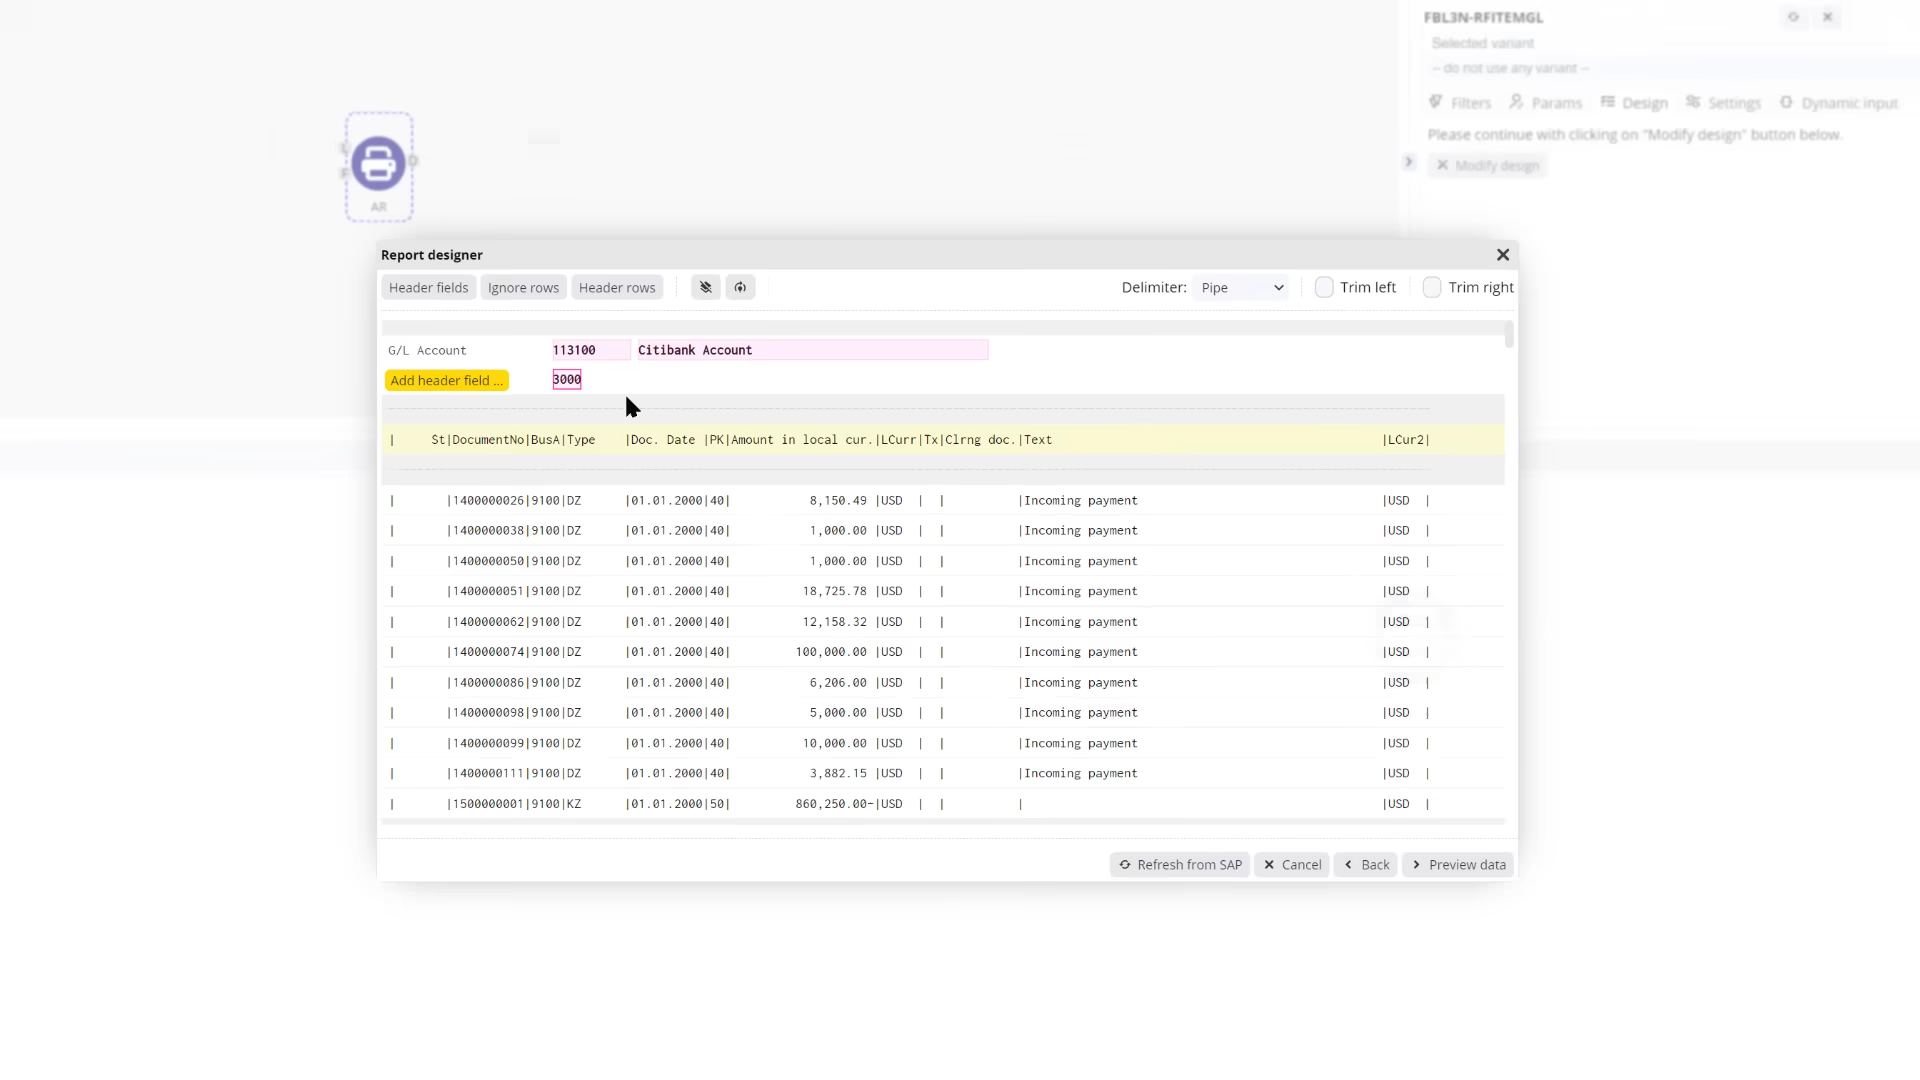 FBL3N-RFITEMGL
Selected variant
-- do not use any variant --
Filters Params Design Settings Dynamic input
Please continue with clicking on "Modify design" button below.
Modify design
AR
Report designer
Header fields Ignore rows Header rows Delimiter: Pipe Trim left Trim right
G/L Account 113100 Citibank Account
Add header field ... 3000
| St|DocumentNo|BusA|Type |Doc. Date |PK|Amount in local cur.|LCurr|Tx|Clrng doc.|Text |LCur2|
| |1400000026|9100|DZ |01.01.2000|40| 8,150.49 |USD | | |Incoming payment |USD |
| |1400000038|9100|DZ |01.01.2000|40| 1,000.00 |USD | | |Incoming payment |USD |
| |1400000050|9100|DZ |01.01.2000|40| 1,000.00 |USD | | |Incoming payment |USD |
| |1400000051|9100|DZ |01.01.2000|40| 18,725.78 |USD | | |Incoming payment |USD |
| |1400000062|9100|DZ |01.01.2000|40| 12,158.32 |USD | | |Incoming payment |USD |
| |1400000074|9100|DZ |01.01.2000|40| 100,000.00 |USD | | |Incoming payment |USD |
| |1400000086|9100|DZ |01.01.2000|40| 6,206.00 |USD | | |Incoming payment |USD |
| |1400000098|9100|DZ |01.01.2000|40| 5,000.00 |USD | | |Incoming payment |USD |
| |1400000099|9100|DZ |01.01.2000|40| 10,000.00 |USD | | |Incoming payment |USD |
| |1400000111|9100|DZ |01.01.2000|40| 3,882.15 |USD | | |Incoming payment |USD |
| |1500000001|9100|KZ |01.01.2000|50| 860,250.00-|USD | | | |USD |
Refresh from SAP Cancel Back Preview data